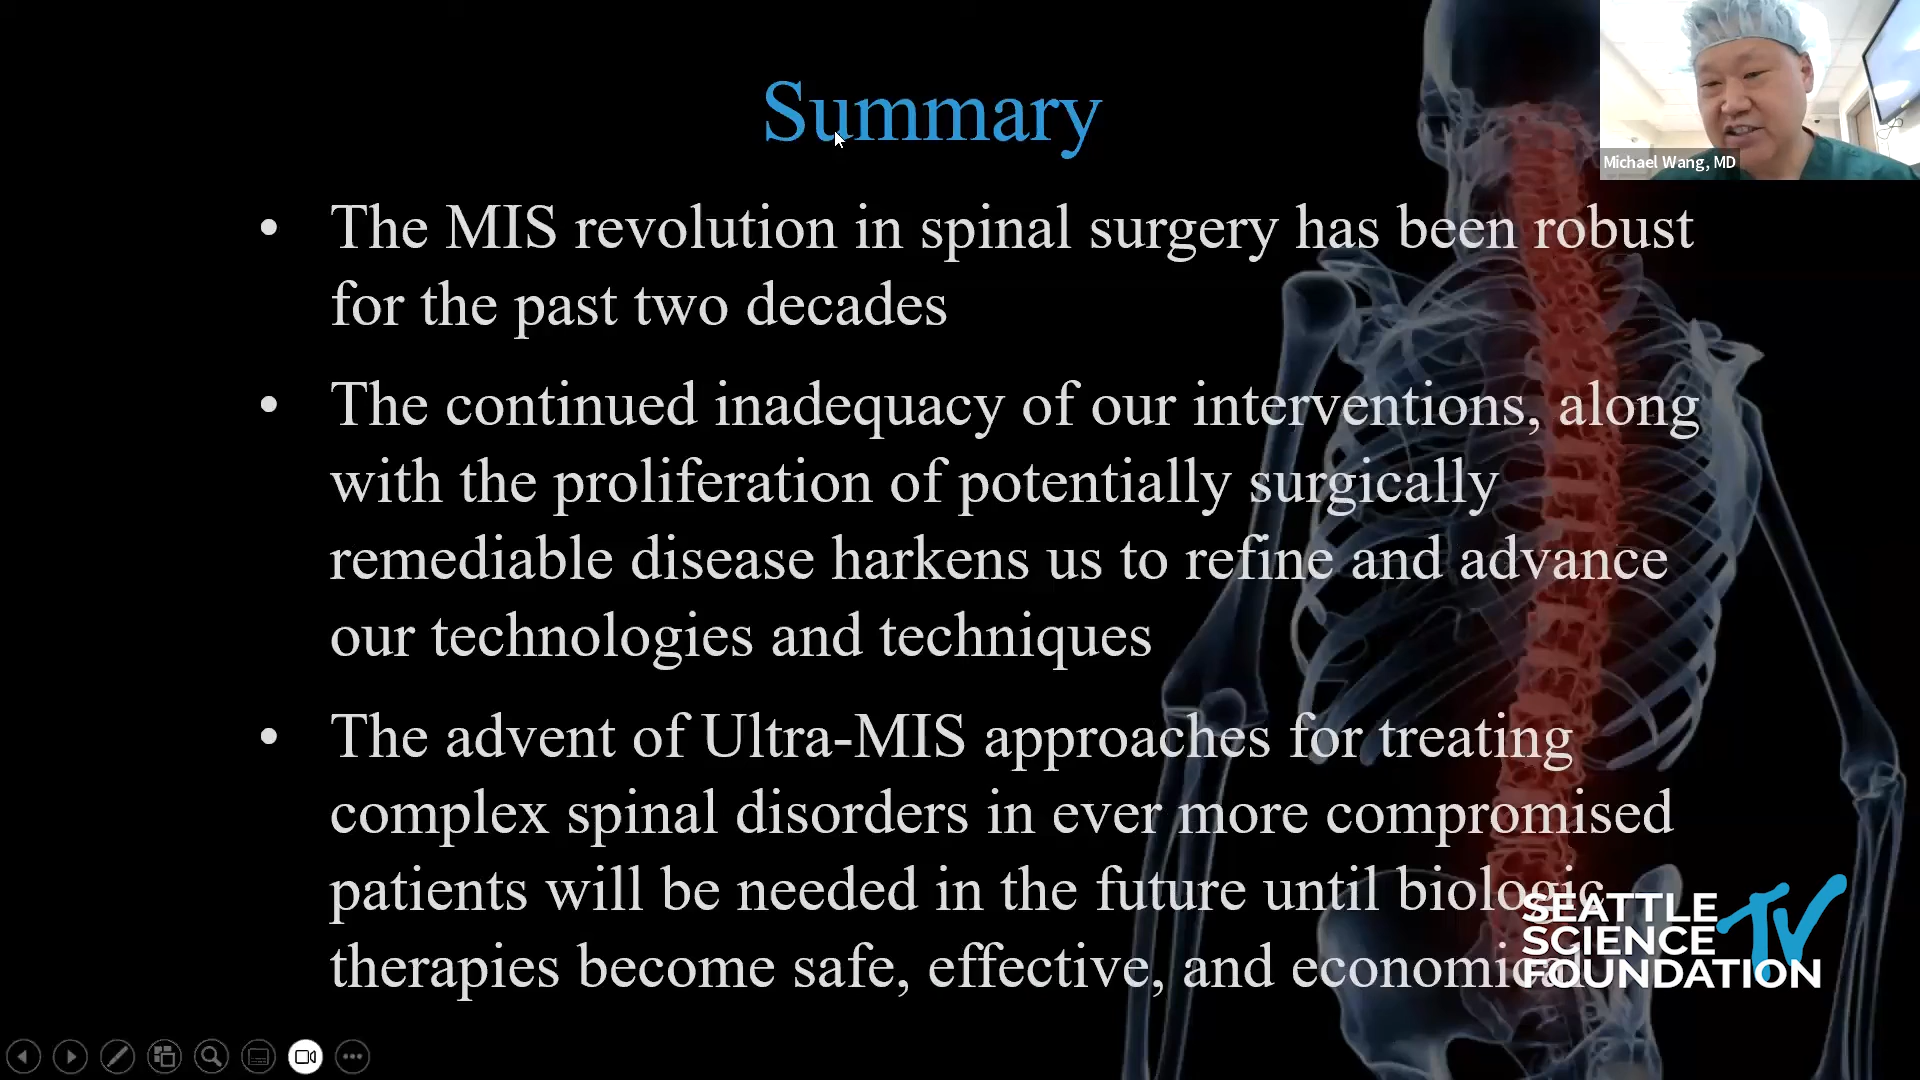 Summary
Michael Wang, MD
• The MIS revolution in spinal surgery has been robust
for the past two decades
• The continued inadequacy of our interventions, along
with the proliferation of potentially surgically
remediable disease harkens us to refine and advance
our technologies and techniques
• The advent of Ultra-MIS approaches for treating
complex spinal disorders in ever more compromised
patients will be needed in the future until biologic
therapies become safe, effective, and economical
SEATTLE
SCIENCE
FOUNDATION
TV